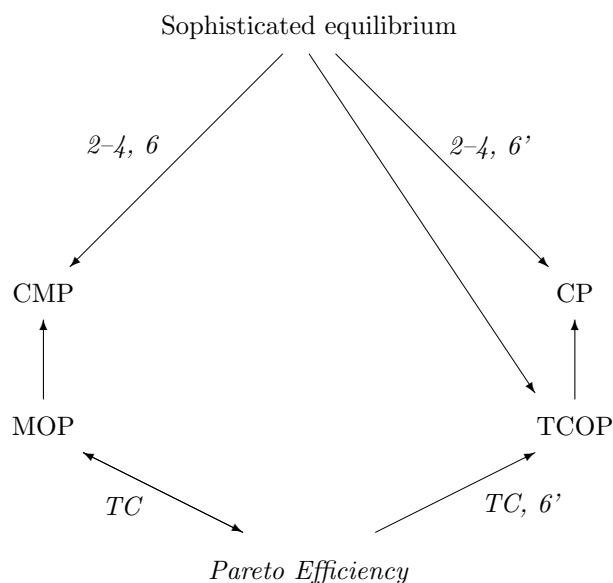 Sophisticated equilibrium
2–4, 6
2–4, 6’
CMP
CP
MOP
TCOP
TC
TC, 6’
Pareto Efficiency